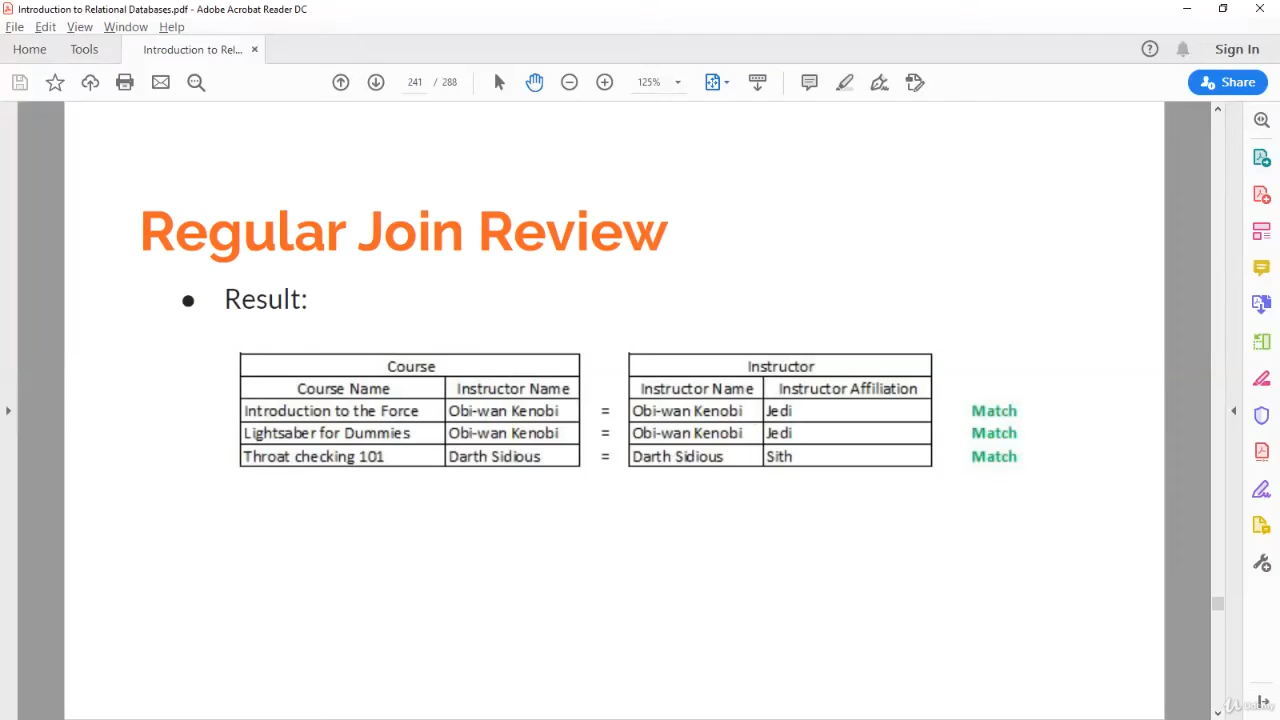 Introduction to Relational Databases.pdf - Adobe Acrobat Reader DC
File Edit View Window Help
Home Tools Introduction to Rel... × Sign In
241 / 288 125% Share
Regular Join Review
● Result:
Course Instructor
Course Name Instructor Name Instructor Name Instructor Affiliation
Introduction to the Force Obi-wan Kenobi = Obi-wan Kenobi Jedi Match
Lightsaber for Dummies Obi-wan Kenobi = Obi-wan Kenobi Jedi Match
Throat checking 101 Darth Sidious = Darth Sidious Sith Match
Udemy